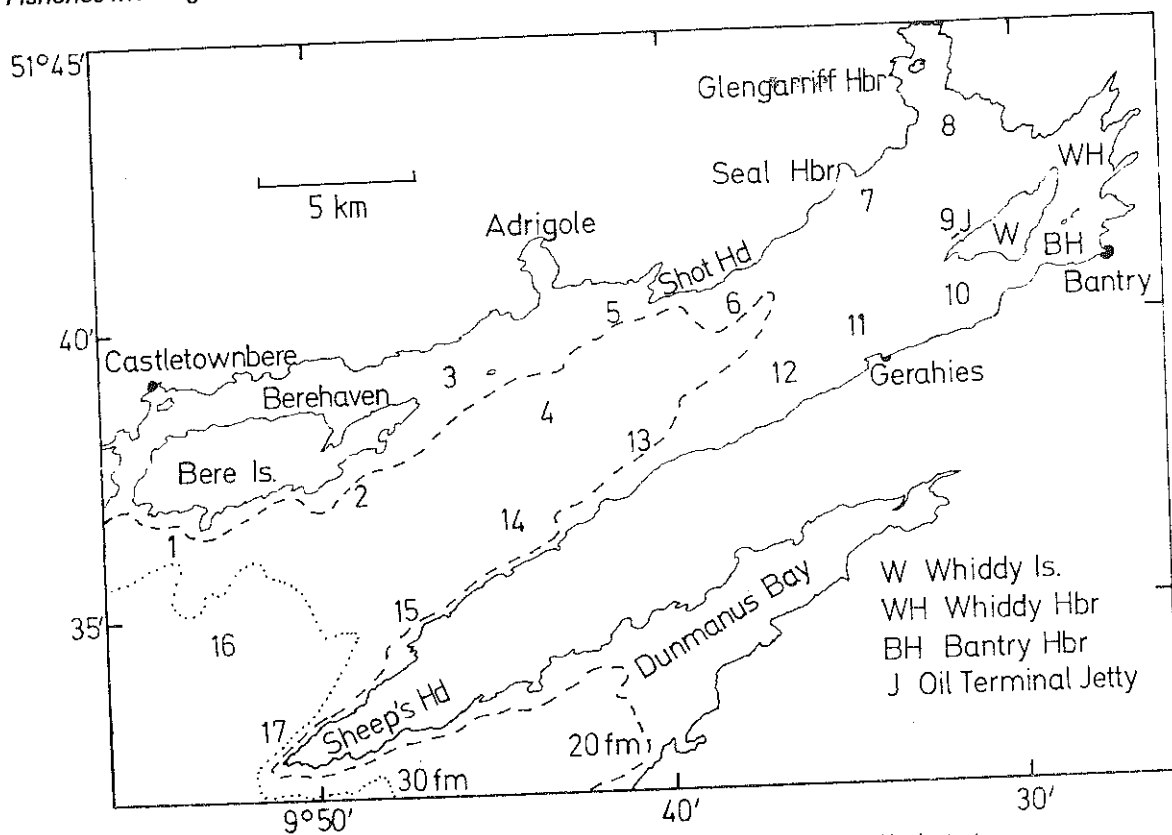 51°45'
Glengarriff Hbr
8
WH
Seal Hbr
7
5 km
Adrigole
9 J
W
BH
Shot Hd
Bantry
5
6
10
40'
11
Castletownbere
3
12
Gerahies
Berehaven
4
13
Bere Is.
2
14
1
W Whiddy Is.
Dunmanus Bay
15
35'
WH Whiddy Hbr
16
BH Bantry Hbr
J Oil Terminal Jetty
Sheep's Hd
17
20 fm
30 fm
9°50'
40'
30'